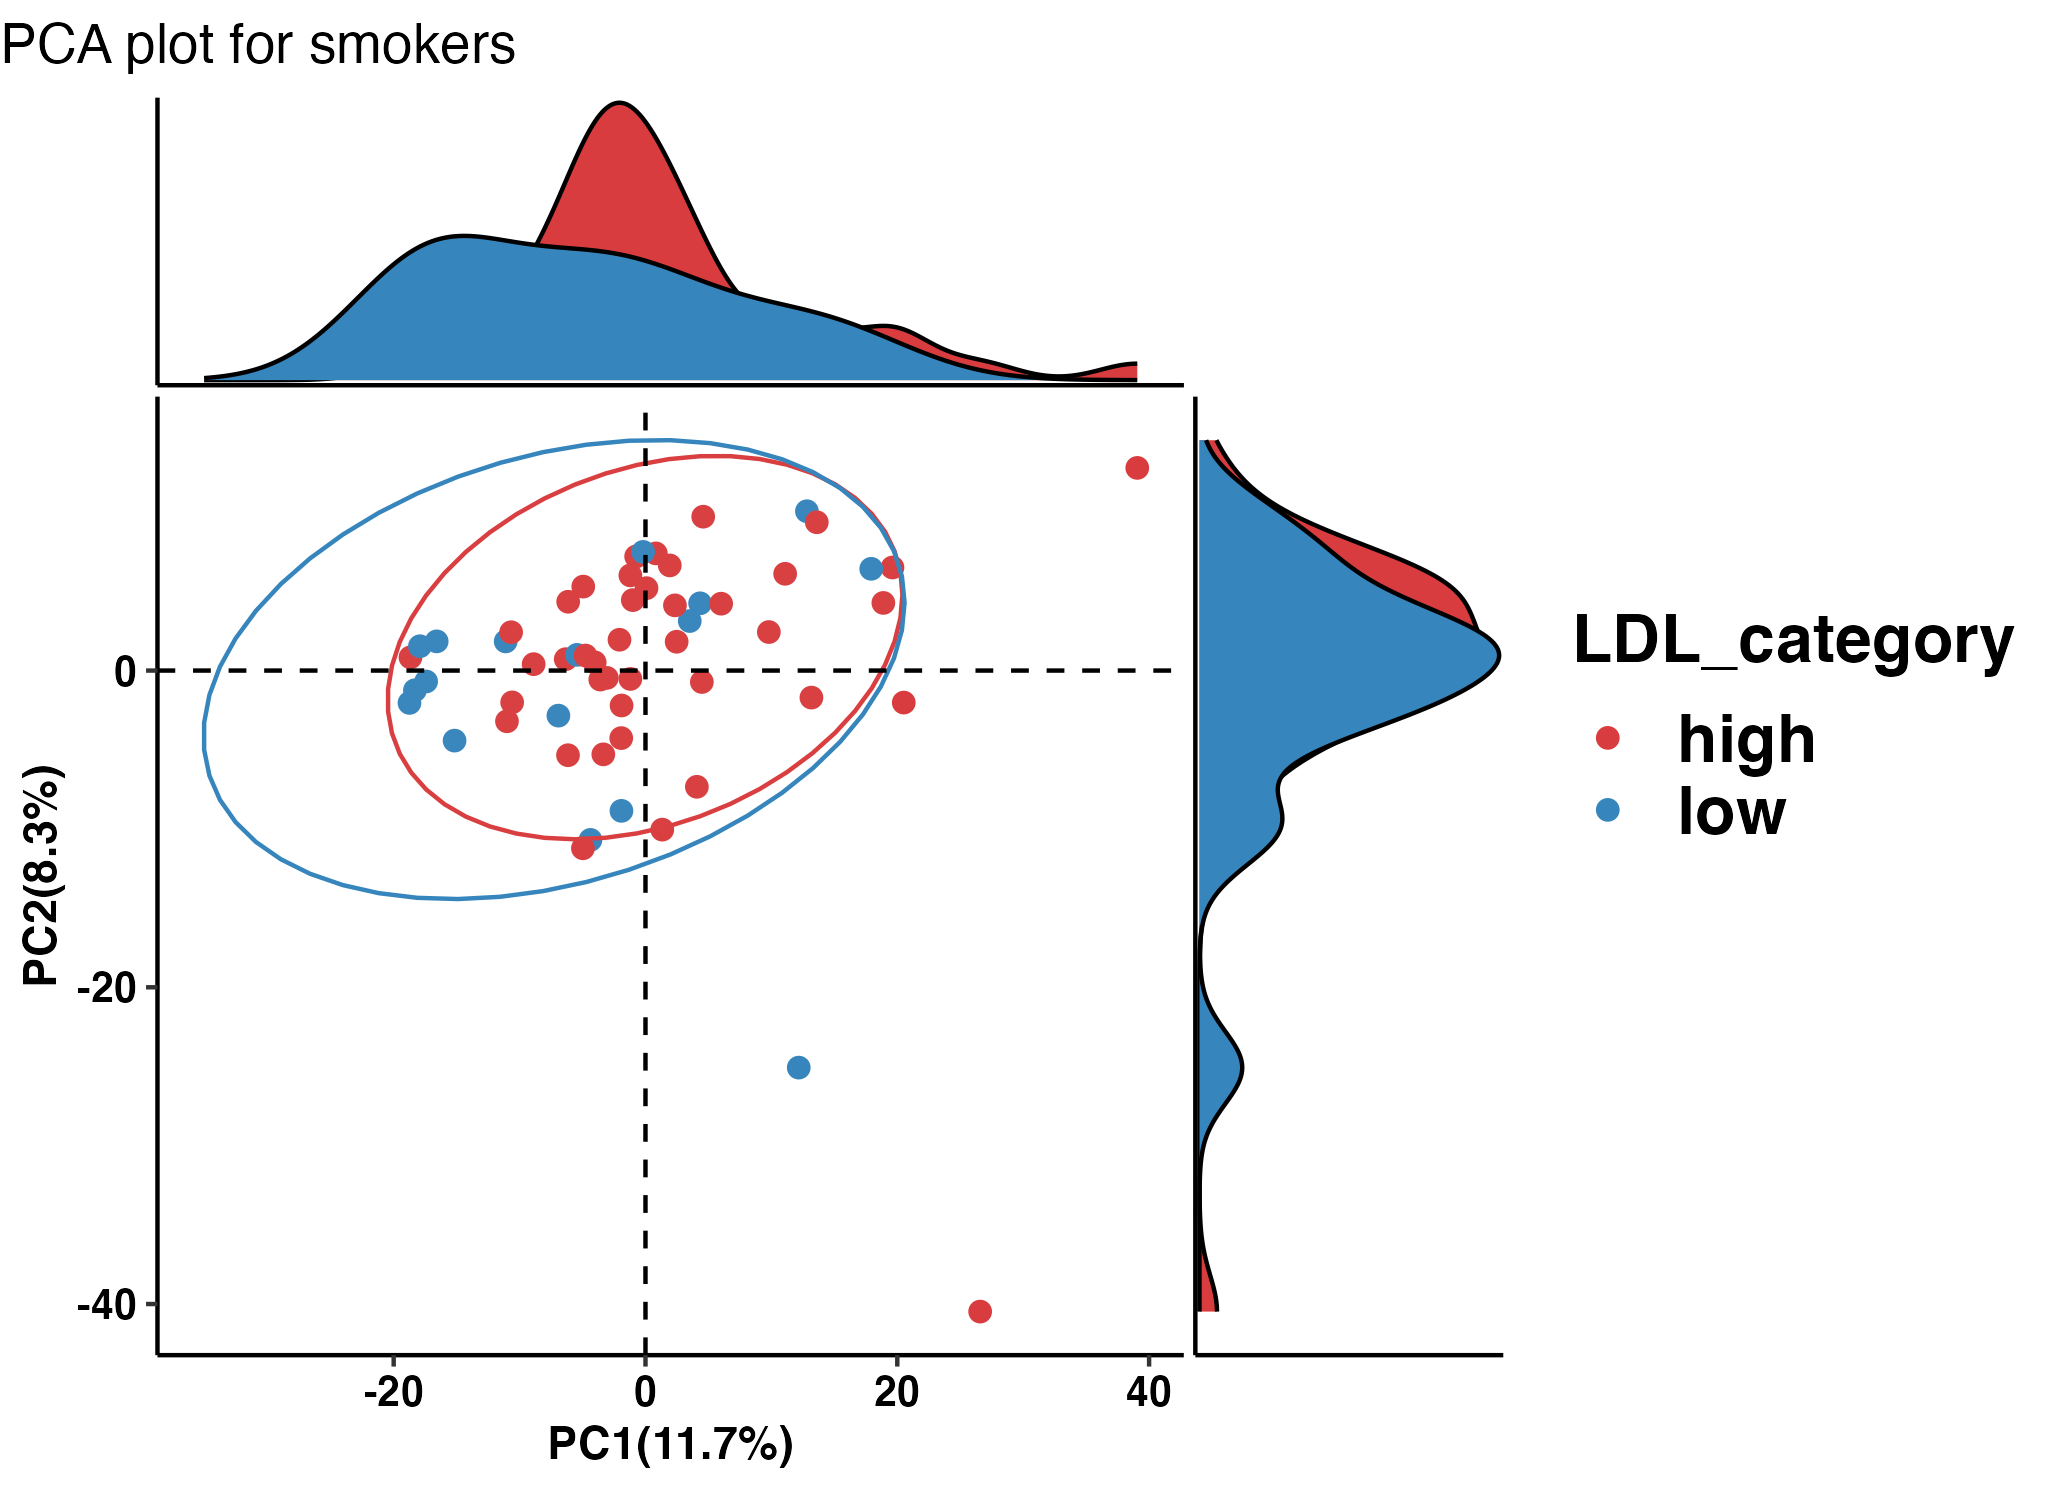 PCA plot for smokers
PC2(8.3%)
0
-20
-40
-20 0 20 40
PC1(11.7%)
LDL_category
high
low